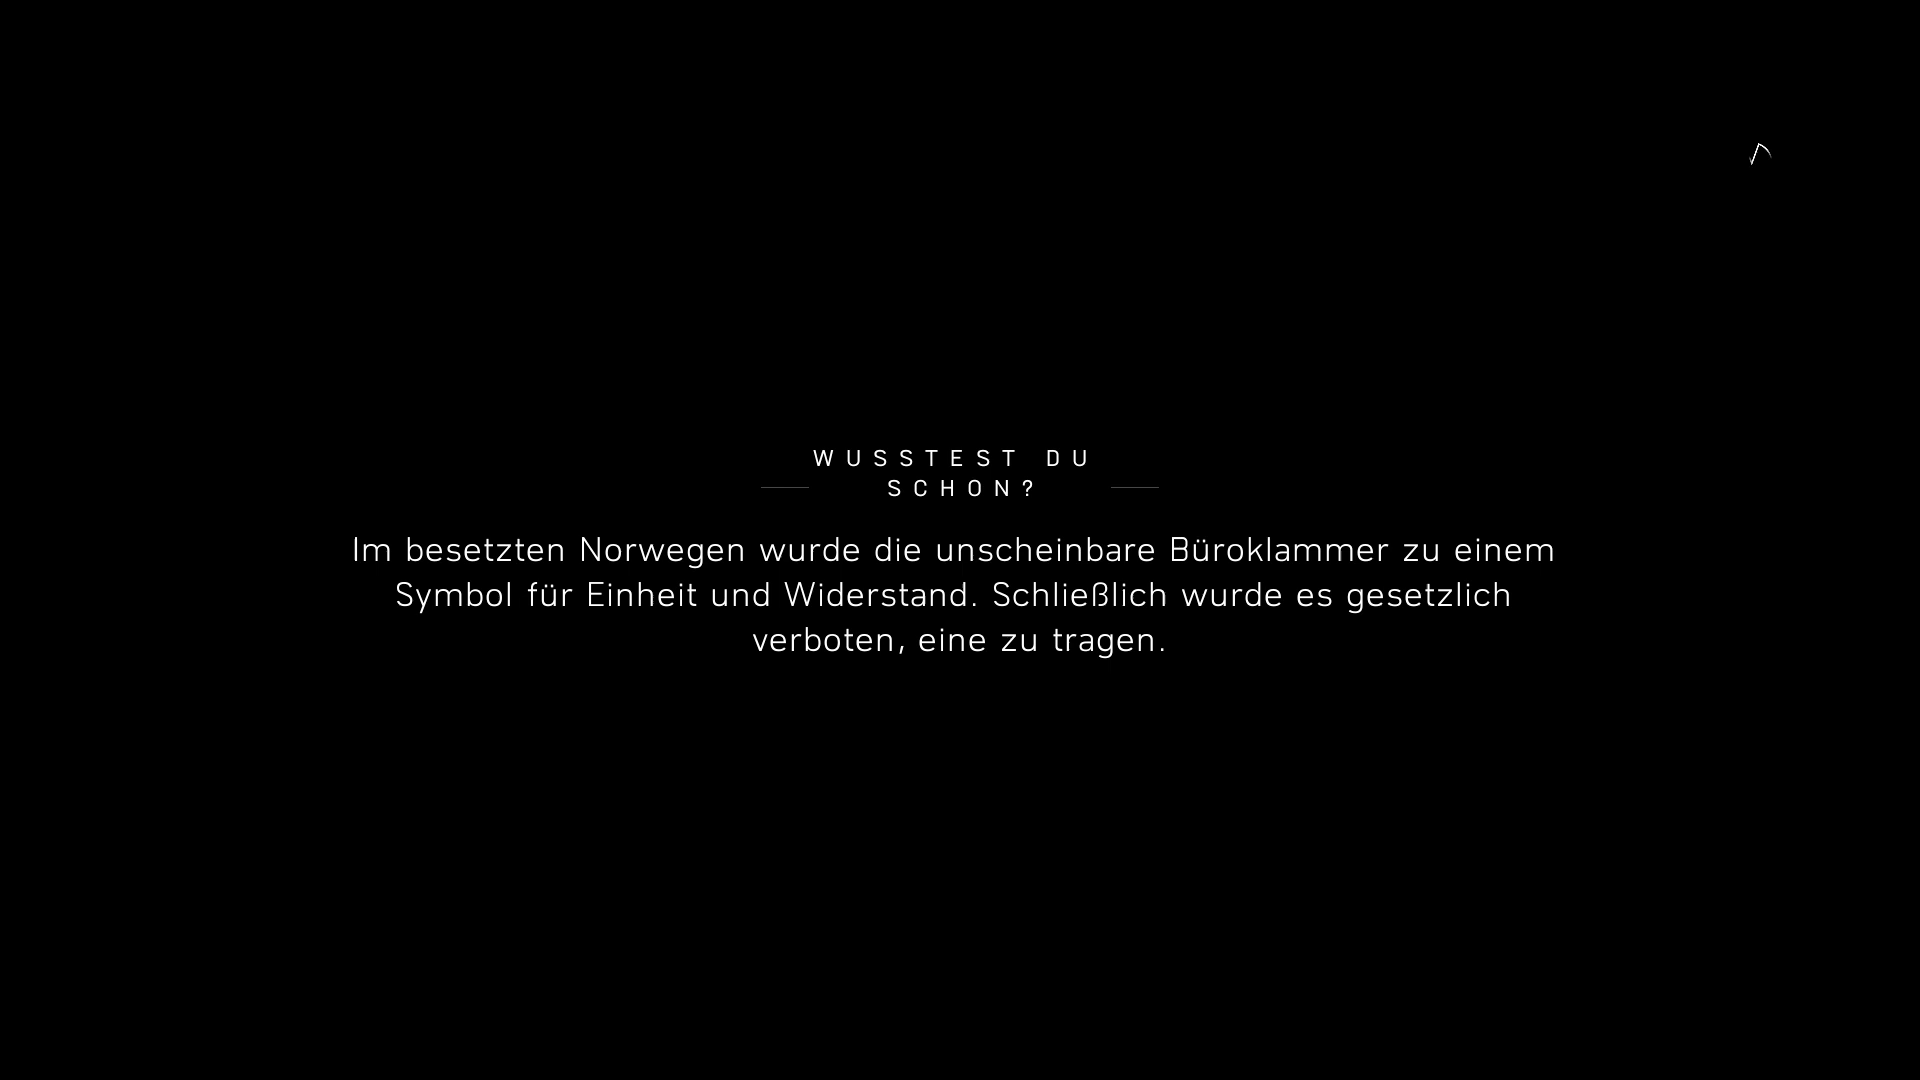 WUSSTEST DU
SCHON?
Im besetzten Norwegen wurde die unscheinbare Büroklammer zu einem
Symbol für Einheit und Widerstand. Schließlich wurde es gesetzlich
verboten, eine zu tragen.